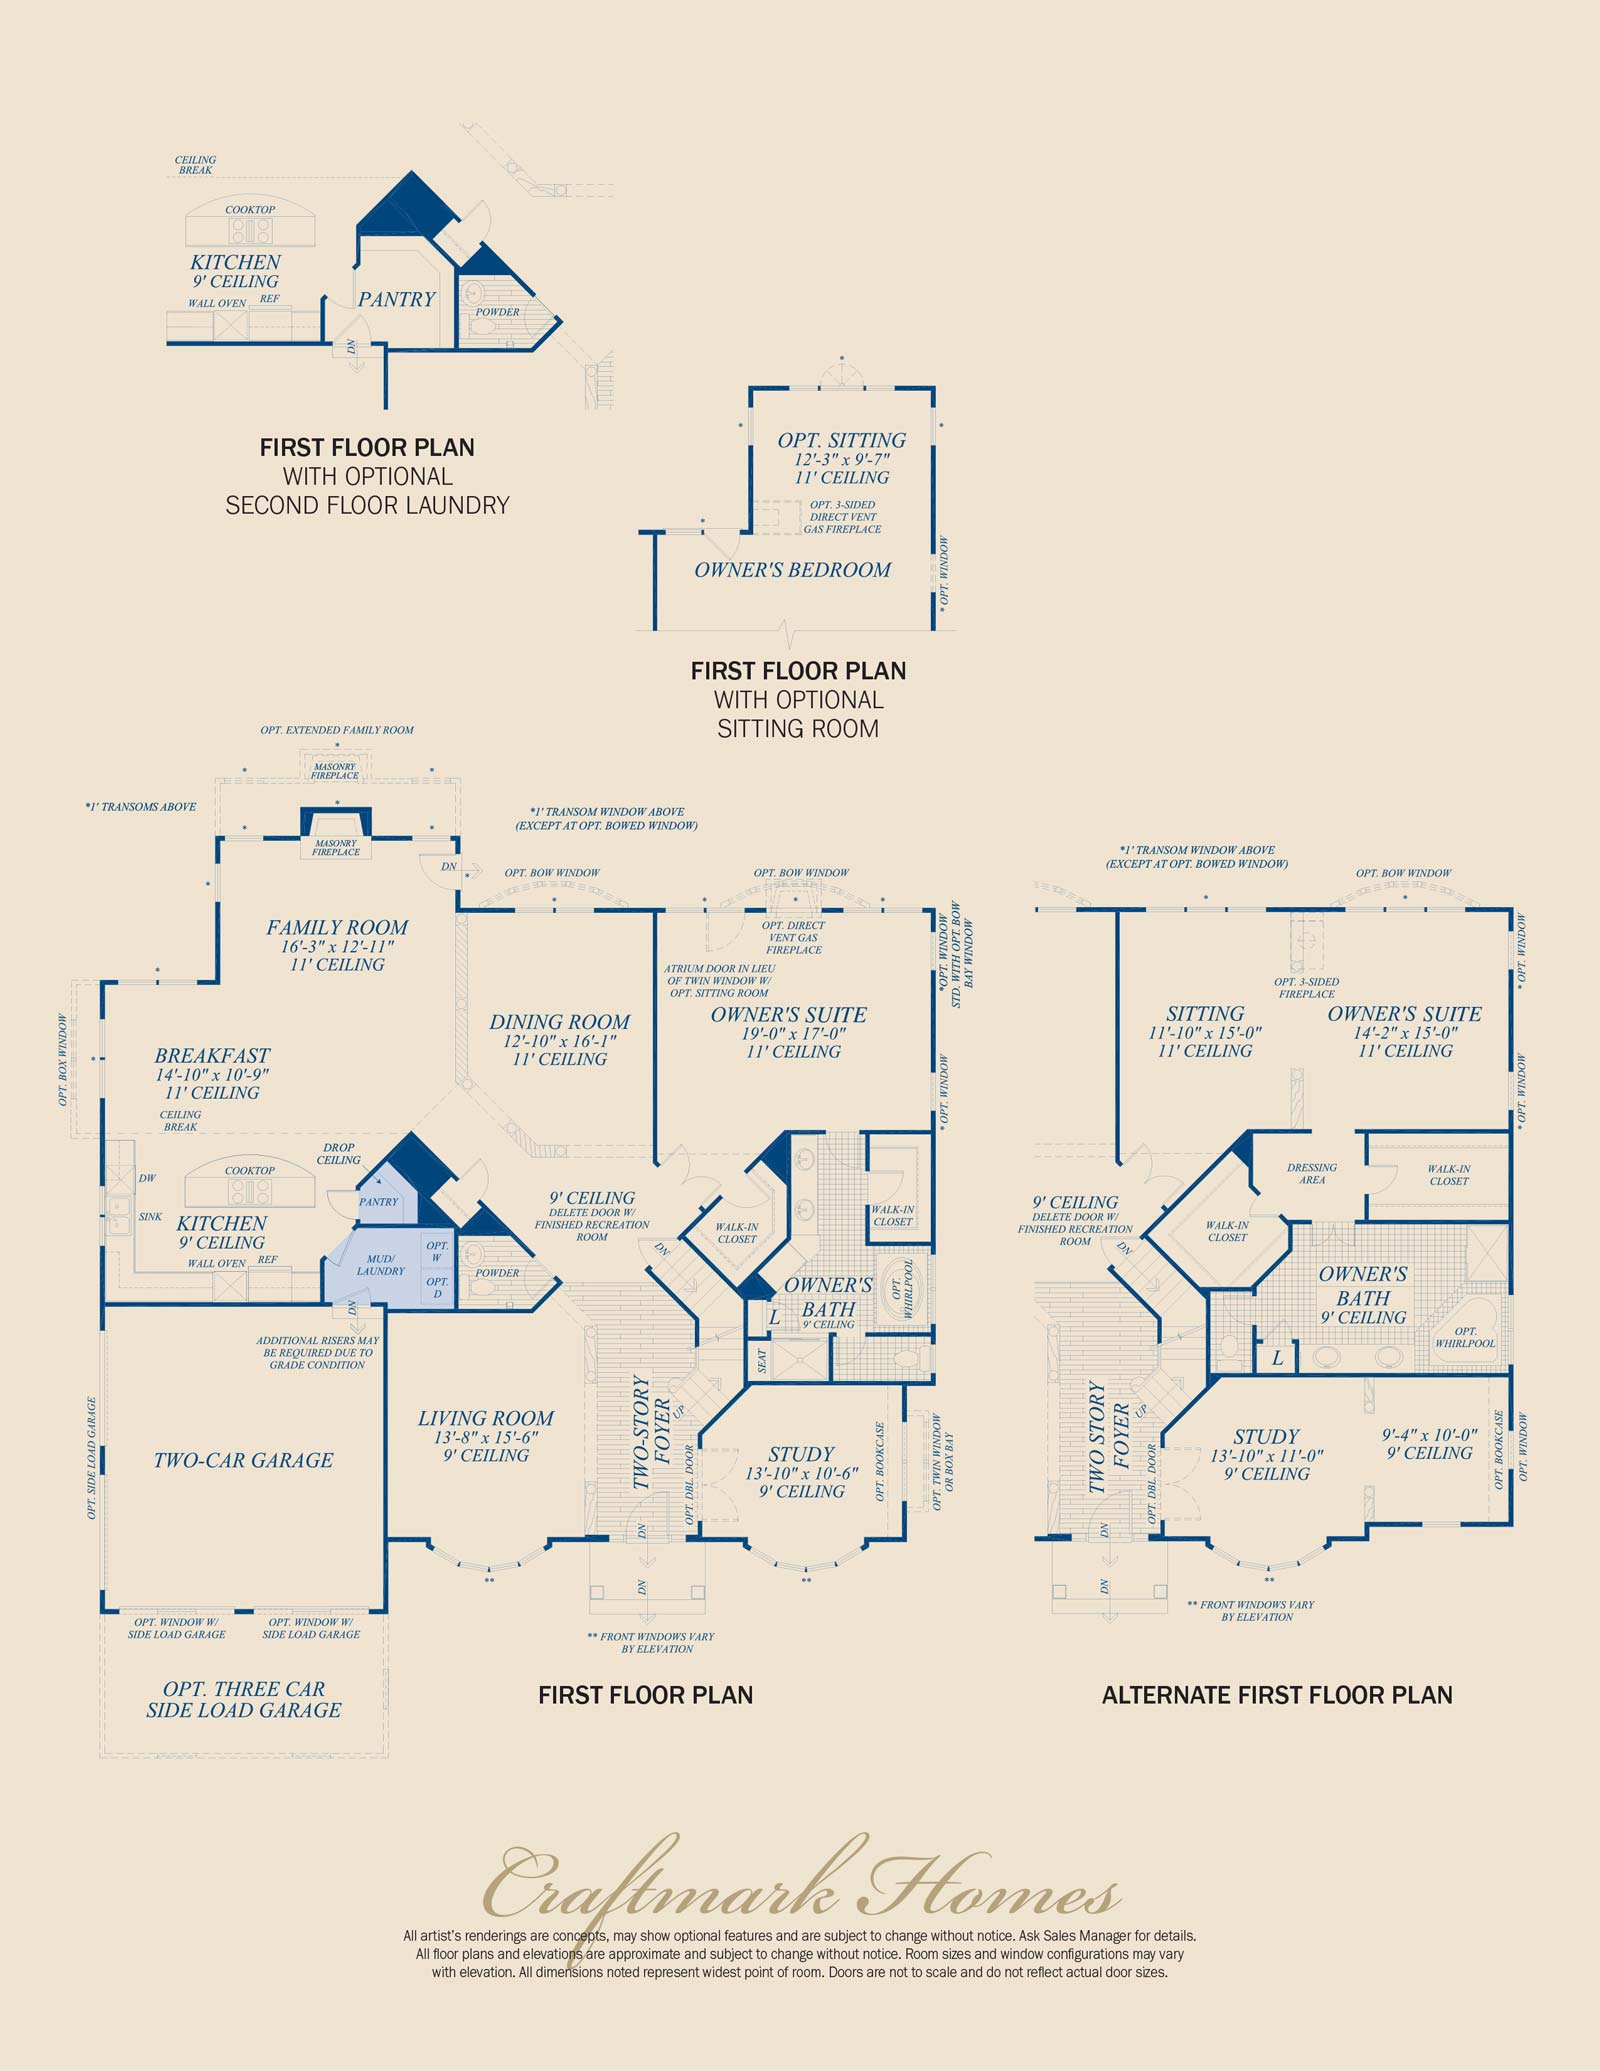 CEILING
BREAK
COOKTOP
KITCHEN
9' CEILING
WALL OVEN
REF
PANTRY
POWDER
DN
FIRST FLOOR PLAN
WITH OPTIONAL
SECOND FLOOR LAUNDRY
*
*
*
OPT. SITTING
12'-3" x 9'-7"
11' CEILING
OPT. 3-SIDED
DIRECT VENT
GAS FIREPLACE
*
OWNER'S BEDROOM
* OPT. WINDOW
FIRST FLOOR PLAN
WITH OPTIONAL
SITTING ROOM
OPT. EXTENDED FAMILY ROOM
*
*
*
MASONRY
FIREPLACE
*1' TRANSOMS ABOVE
*
*
*
MASONRY
FIREPLACE
DN
*
*
*1' TRANSOM WINDOW ABOVE
(EXCEPT AT OPT. BOWED WINDOW)
OPT. BOW WINDOW
*
OPT. BOW WINDOW
*
*
*
OPT. DIRECT
VENT GAS
FIREPLACE
ATRIUM DOOR IN LIEU
OF TWIN WINDOW W/
OPT. SITTING ROOM
*OPT. WINDOW
STD. WITH OPT. BOW
BAY WINDOW
FAMILY ROOM
16'-3" x 12'-11"
11' CEILING
*
DINING ROOM
12'-10" x 16'-1"
11' CEILING
OWNER'S SUITE
19'-0" x 17'-0"
11' CEILING
* OPT. WINDOW
OPT. BOX WINDOW
*
BREAKFAST
14'-10" x 10'-9"
11' CEILING
CEILING
BREAK
DROP
CEILING
DW
COOKTOP
PANTRY
SINK
KITCHEN
9' CEILING
WALL OVEN
REF
MUD/
LAUNDRY
OPT.
W
OPT.
D
POWDER
DN
9' CEILING
DELETE DOOR W/
FINISHED RECREATION
ROOM
DN
WALK-IN
CLOSET
WALK-IN
CLOSET
OWNER'S
BATH
9' CEILING
OPT.
WHIRLPOOL
L
SEAT
ADDITIONAL RISERS MAY
BE REQUIRED DUE TO
GRADE CONDITION
OPT. SIDE LOAD GARAGE
TWO-CAR GARAGE
LIVING ROOM
13'-8" x 15'-6"
9' CEILING
TWO-STORY
FOYER
UP
OPT. DBL. DOOR
STUDY
13'-10" x 10'-6"
9' CEILING
OPT. BOOKCASE
OPT. TWIN WINDOW
OR BOX BAY
DN
DN
**
**
OPT. WINDOW W/
SIDE LOAD GARAGE
OPT. WINDOW W/
SIDE LOAD GARAGE
** FRONT WINDOWS VARY
BY ELEVATION
OPT. THREE CAR
SIDE LOAD GARAGE
FIRST FLOOR PLAN
*1' TRANSOM WINDOW ABOVE
(EXCEPT AT OPT. BOWED WINDOW)
OPT. BOW WINDOW
*
*
* OPT. WINDOW
OPT. 3-SIDED
FIREPLACE
SITTING
11'-10" x 15'-0"
11' CEILING
OWNER'S SUITE
14'-2" x 15'-0"
11' CEILING
* OPT. WINDOW
DRESSING
AREA
WALK-IN
CLOSET
9' CEILING
DELETE DOOR W/
FINISHED RECREATION
ROOM
DN
WALK-IN
CLOSET
OWNER'S
BATH
9' CEILING
OPT.
WHIRLPOOL
L
TWO STORY
FOYER
UP
OPT. DBL. DOOR
STUDY
13'-10" x 11'-0"
9' CEILING
9'-4" x 10'-0"
9' CEILING
OPT. BOOKCASE
OPT. WINDOW
DN
DN
**
** FRONT WINDOWS VARY
BY ELEVATION
ALTERNATE FIRST FLOOR PLAN
Craftmark Homes
All artist's renderings are concepts, may show optional features and are subject to change without notice. Ask Sales Manager for details.
All floor plans and elevations are approximate and subject to change without notice. Room sizes and window configurations may vary
with elevation. All dimensions noted represent widest point of room. Doors are not to scale and do not reflect actual door sizes.